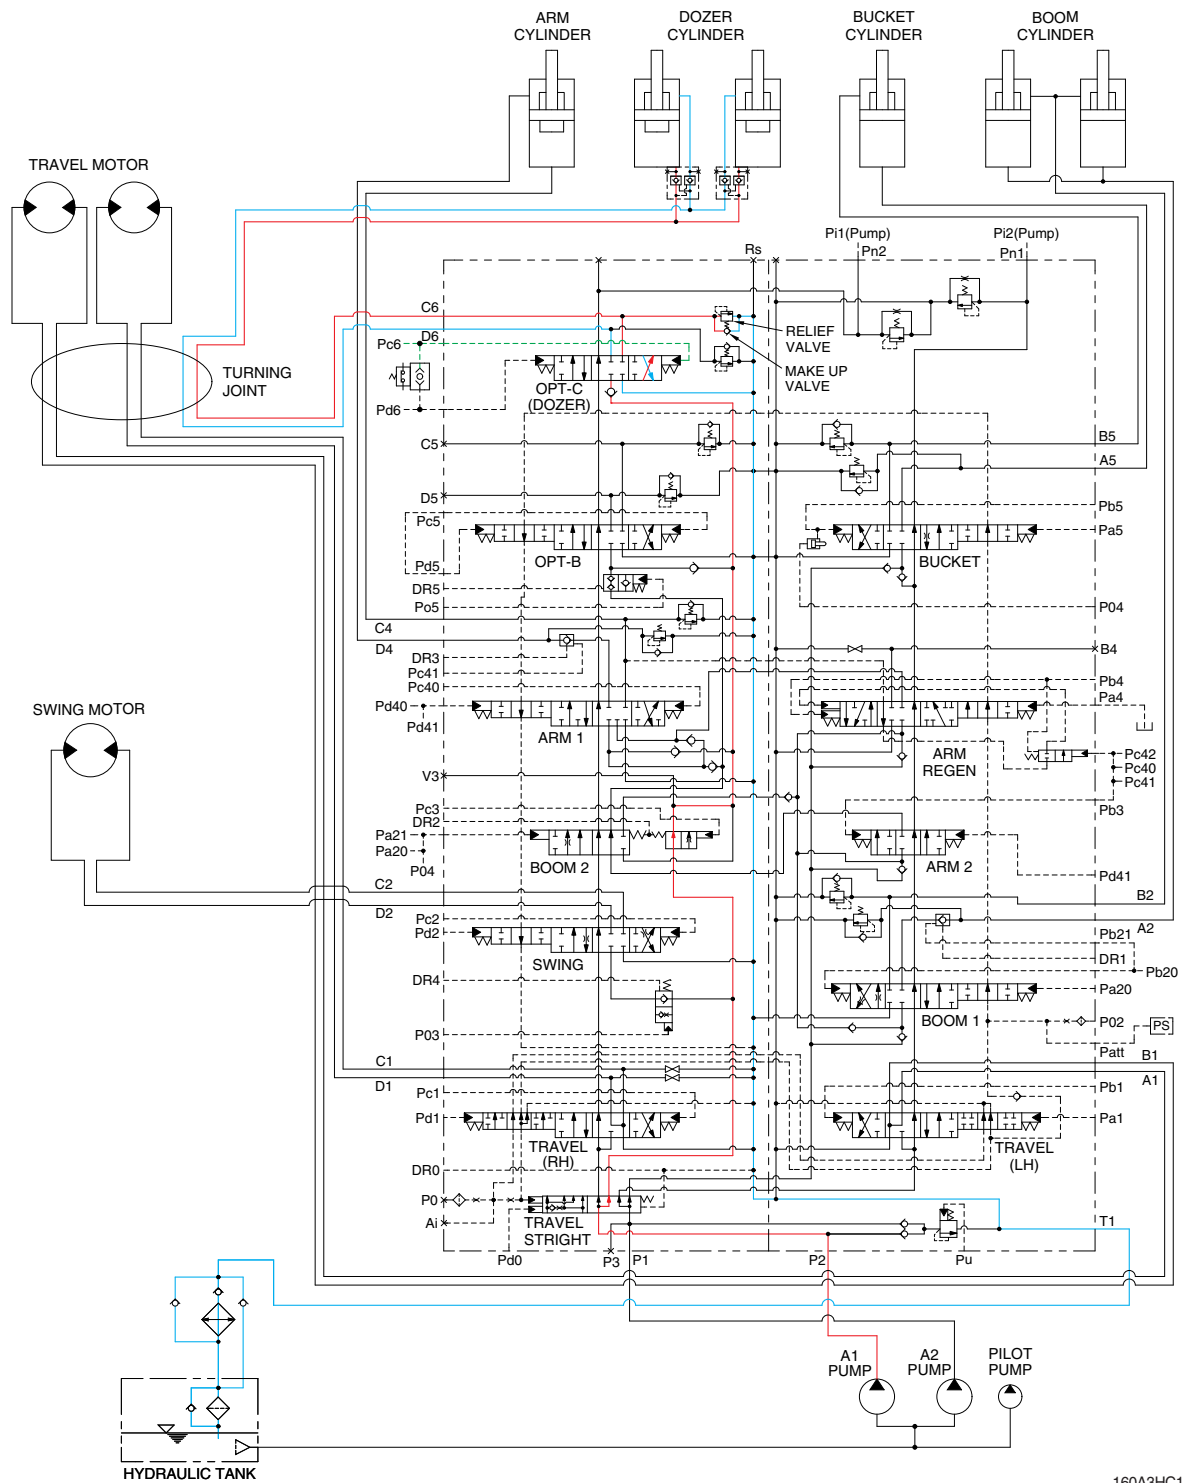 ARM
CYLINDER
DOZER
CYLINDER
BUCKET
CYLINDER
BOOM
CYLINDER
TRAVEL MOTOR
Pi1(Pump)
Pn2
Pi2(Pump)
Pn1
Rs
C6
D6
Pc6
Pd6
RELIEF
VALVE
MAKE UP
VALVE
TURNING
JOINT
OPT-C
(DOZER)
C5
B5
A5
D5
Pc5
Pb5
Pa5
OPT-B
BUCKET
Pd5
DR5
Po5
P04
C4
D4
B4
DR3
Pc41
Pc40
Pb4
Pa4
Pd40
Pd41
SWING MOTOR
ARM 1
ARM
REGEN
Pc42
Pc40
Pc41
V3
Pc3
DR2
Pb3
Pa21
Pa20
P04
BOOM 2
ARM 2
Pd41
C2
B2
D2
A2
Pc2
Pd2
Pb21
DR1
Pb20
SWING
DR4
Pa20
BOOM 1
P03
P02
PS
Patt
C1
B1
D1
A1
Pc1
Pb1
Pd1
Pa1
TRAVEL
(RH)
TRAVEL
(LH)
DR0
P0
Ai
TRAVEL
STRIGHT
T1
Pd0
P3
P1
P2
Pu
A1
PUMP
A2
PUMP
PILOT
PUMP
HYDRAULIC TANK
160A3HC1